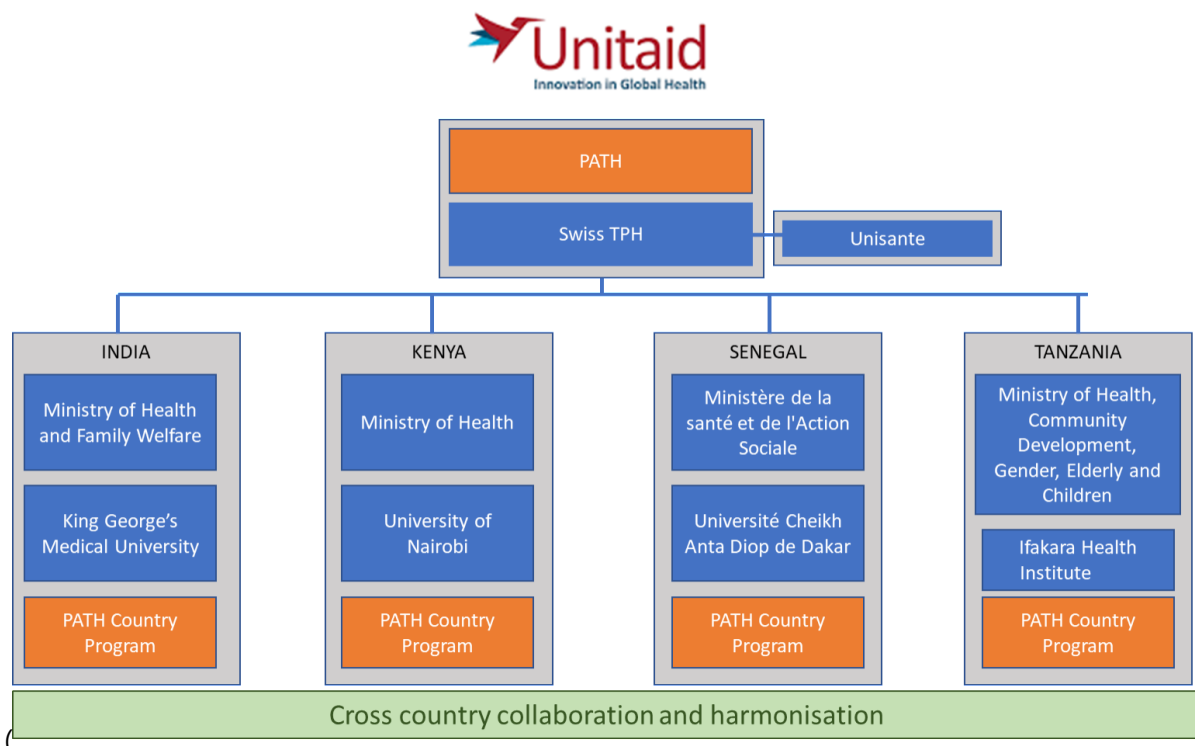 Unitaid
Innovation in Global Health
PATH
Swiss TPH
Unisante
INDIA
Ministry of Health
and Family Welfare
King George’s
Medical University
PATH Country
Program
KENYA
Ministry of Health
University of
Nairobi
PATH Country
Program
SENEGAL
Ministère de la
santé et de l'Action
Sociale
Université Cheikh
Anta Diop de Dakar
PATH Country
Program
TANZANIA
Ministry of Health,
Community
Development,
Gender, Elderly and
Children
Ifakara Health
Institute
PATH Country
Program
Cross country collaboration and harmonisation
(